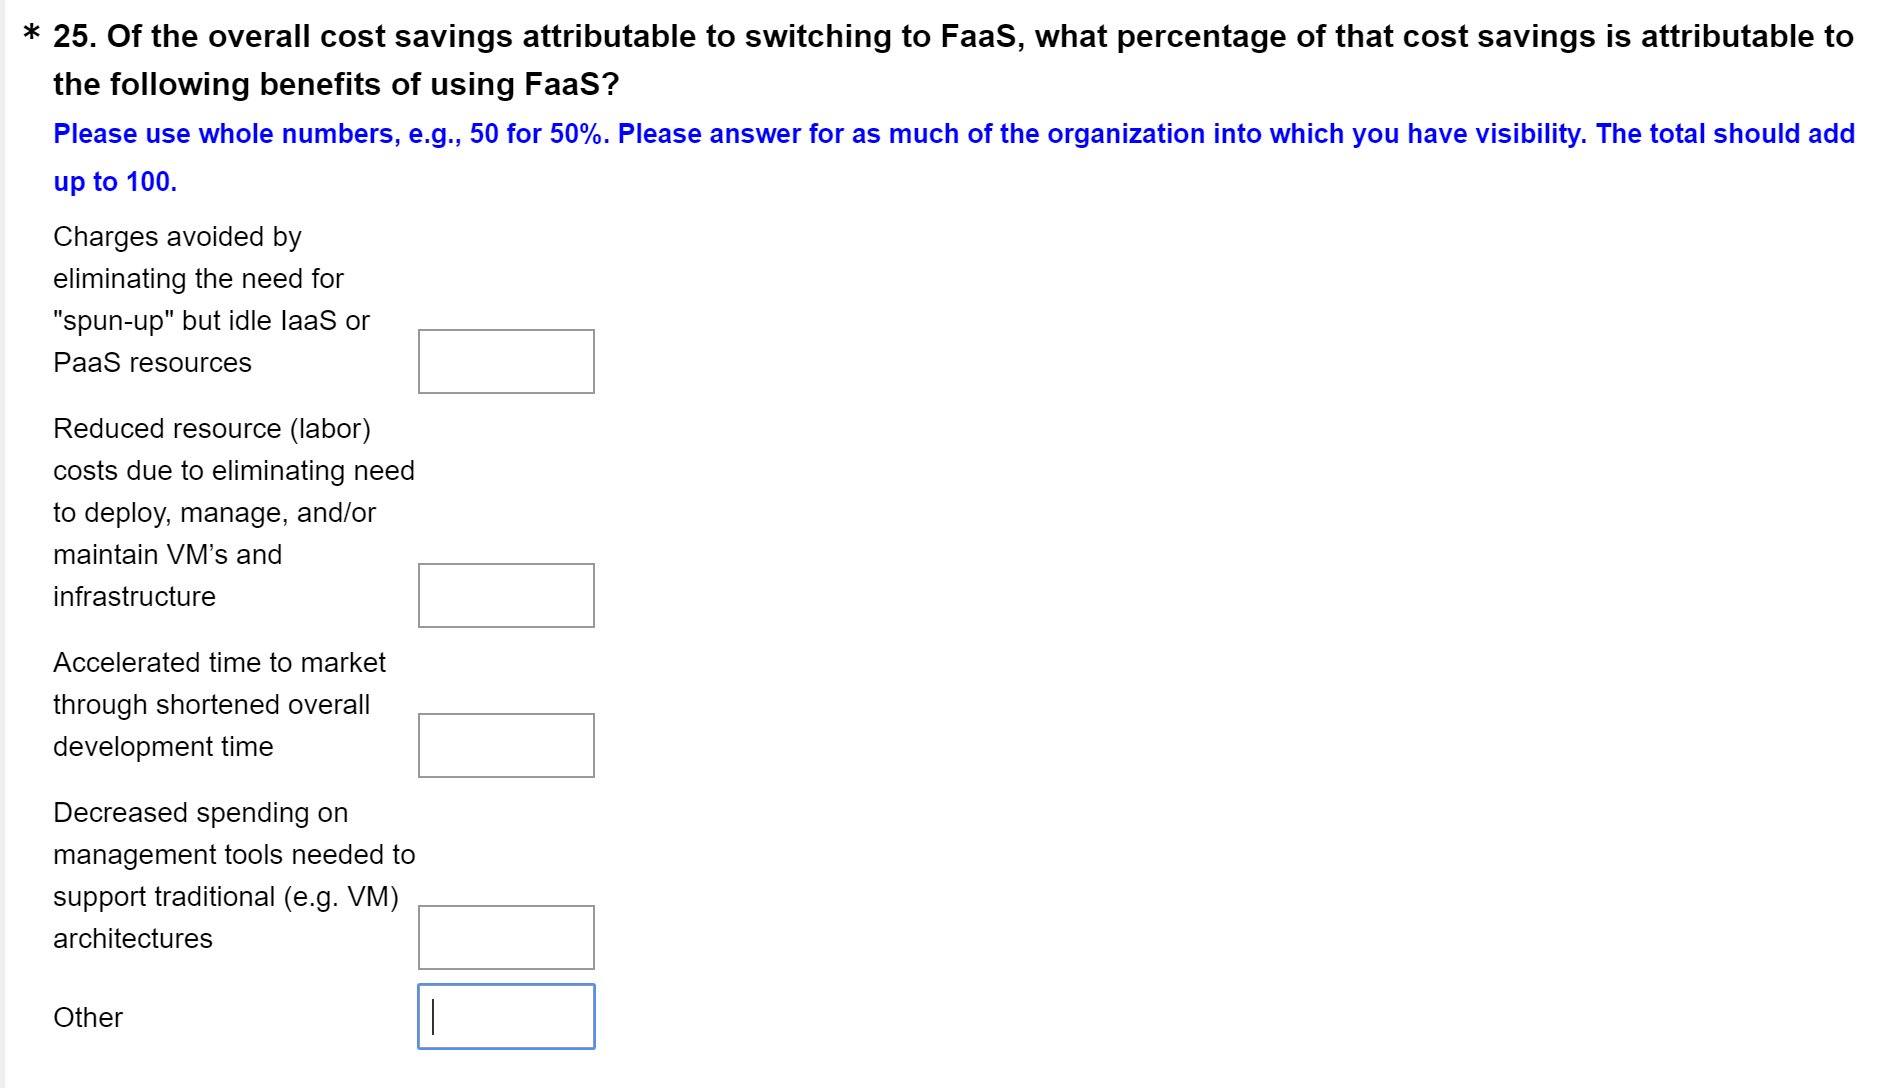 * 25. Of the overall cost savings attributable to switching to FaaS, what percentage of that cost savings is attributable to
the following benefits of using FaaS?
Please use whole numbers, e.g., 50 for 50%. Please answer for as much of the organization into which you have visibility. The total should add
up to 100.
Charges avoided by
eliminating the need for
"spun-up" but idle IaaS or
PaaS resources
Reduced resource (labor)
costs due to eliminating need
to deploy, manage, and/or
maintain VM’s and
infrastructure
Accelerated time to market
through shortened overall
development time
Decreased spending on
management tools needed to
support traditional (e.g. VM)
architectures
Other